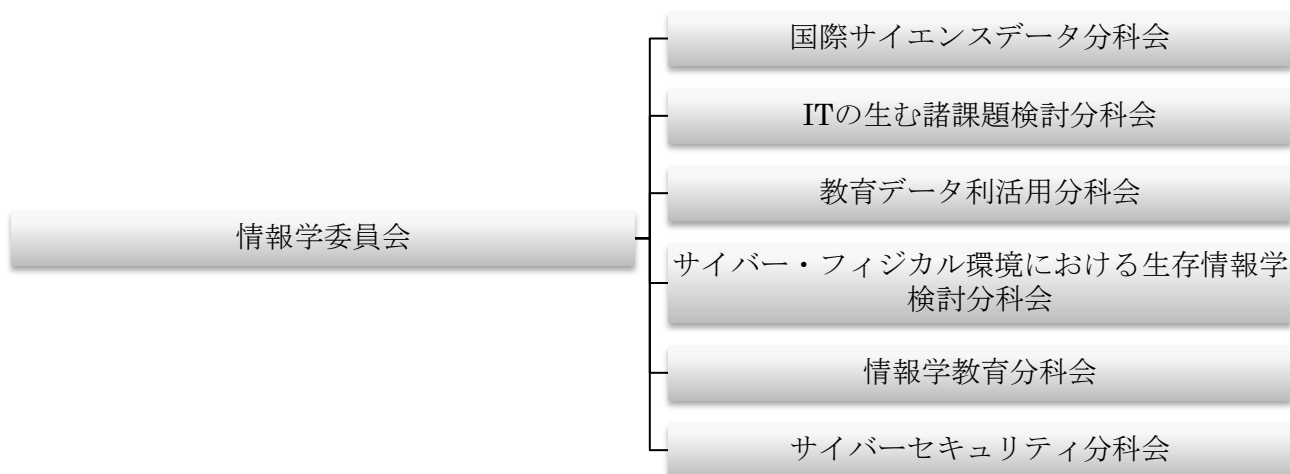 国際サイエンスデータ分科会
ITの生む諸課題検討分科会
教育データ利活用分科会
情報学委員会
サイバー・フィジカル環境における生存情報学
検討分科会
情報学教育分科会
サイバーセキュリティ分科会